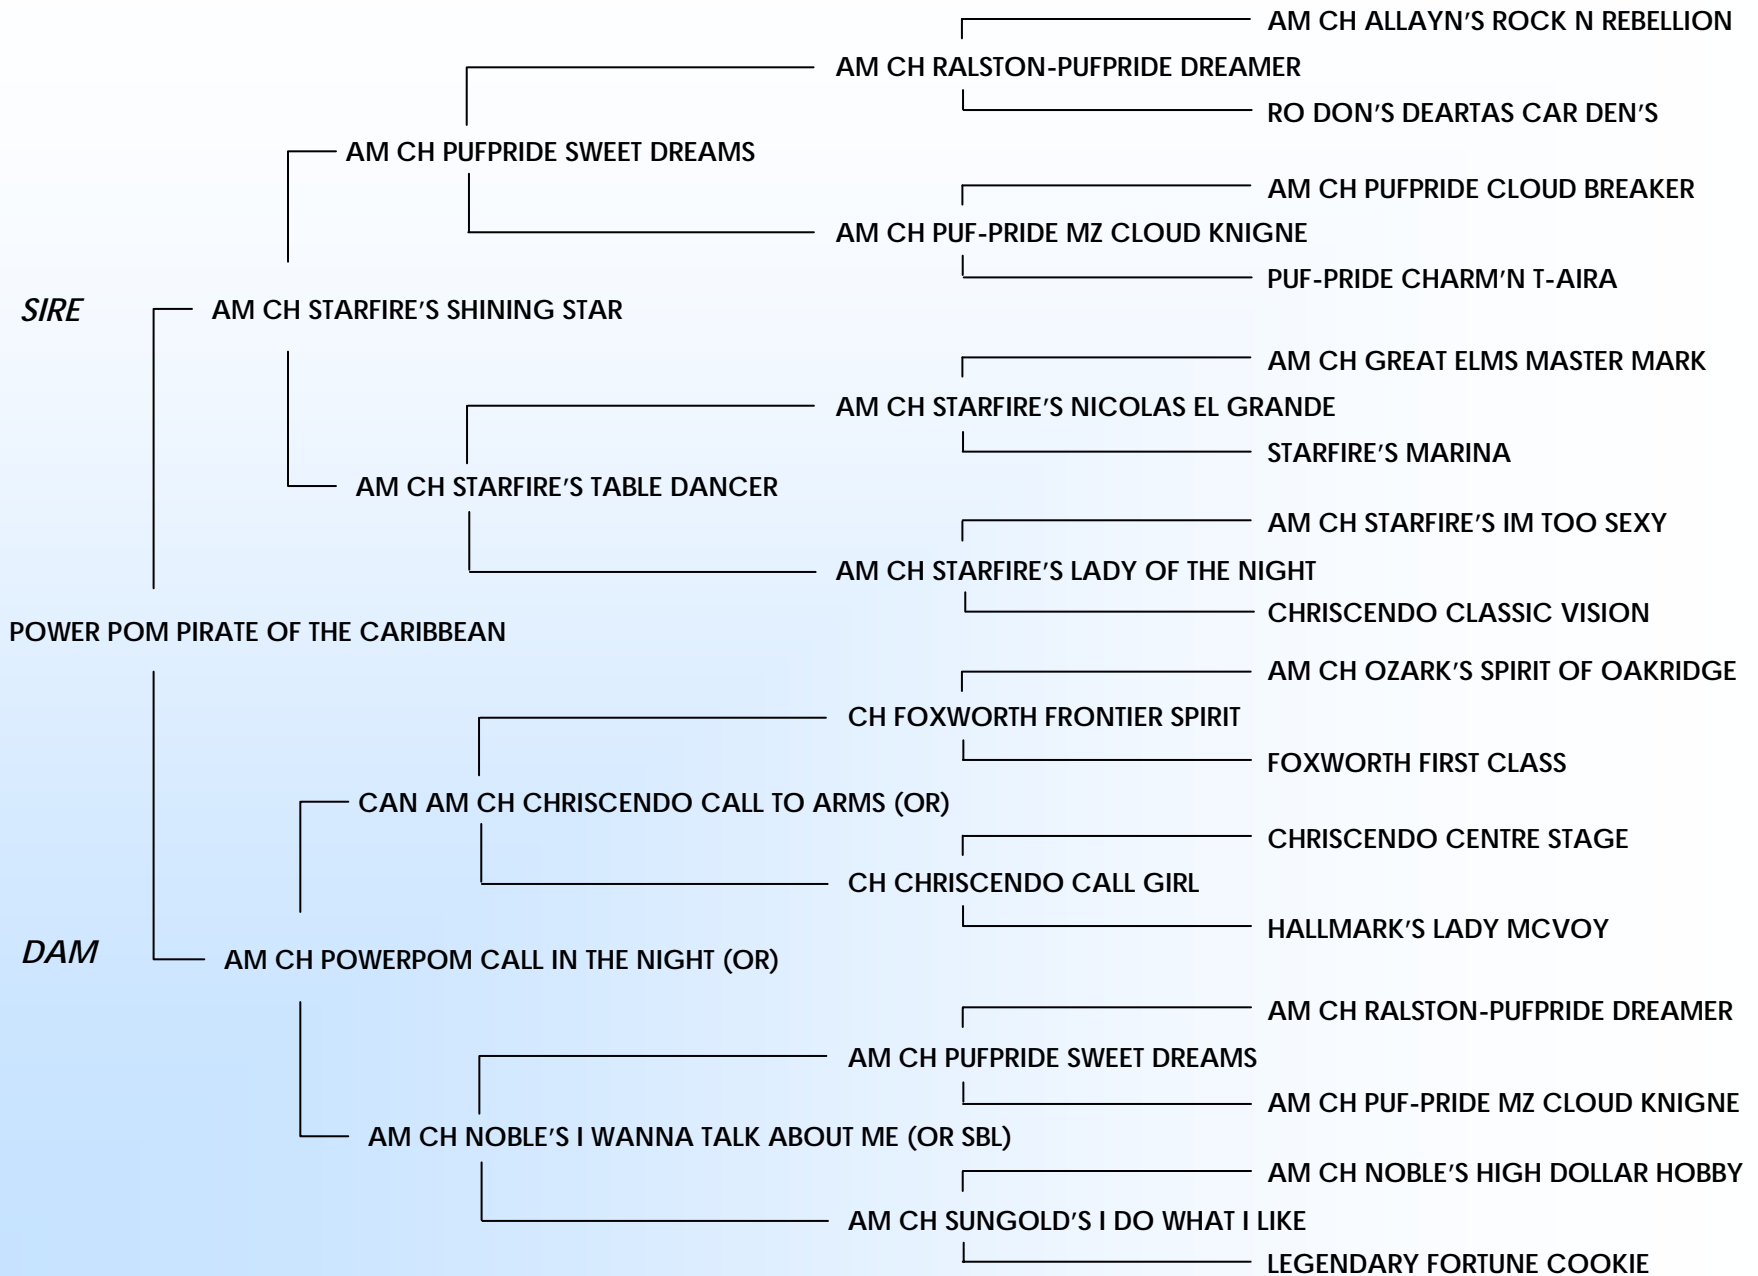 AM CH ALLAYN'S ROCK N REBELLION
AM CH RALSTON-PUFPRIDE DREAMER
RO DON'S DEARTAS CAR DEN'S
AM CH PUFPRIDE SWEET DREAMS
AM CH PUFPRIDE CLOUD BREAKER
AM CH PUF-PRIDE MZ CLOUD KNIGNE
PUF-PRIDE CHARM'N T-AIRA
SIRE
AM CH STARFIRE'S SHINING STAR
AM CH GREAT ELMS MASTER MARK
AM CH STARFIRE'S NICOLAS EL GRANDE
STARFIRE'S MARINA
AM CH STARFIRE'S TABLE DANCER
AM CH STARFIRE'S IM TOO SEXY
AM CH STARFIRE'S LADY OF THE NIGHT
CHRISCENDO CLASSIC VISION
POWER POM PIRATE OF THE CARIBBEAN
AM CH OZARK'S SPIRIT OF OAKRIDGE
CH FOXWORTH FRONTIER SPIRIT
FOXWORTH FIRST CLASS
CAN AM CH CHRISCENDO CALL TO ARMS (OR)
CHRISCENDO CENTRE STAGE
CH CHRISCENDO CALL GIRL
HALLMARK'S LADY MCVOY
DAM
AM CH POWERPOM CALL IN THE NIGHT (OR)
AM CH RALSTON-PUFPRIDE DREAMER
AM CH PUFPRIDE SWEET DREAMS
AM CH PUF-PRIDE MZ CLOUD KNIGNE
AM CH NOBLE'S I WANNA TALK ABOUT ME (OR SBL)
AM CH NOBLE'S HIGH DOLLAR HOBBY
AM CH SUNGOLD'S I DO WHAT I LIKE
LEGENDARY FORTUNE COOKIE